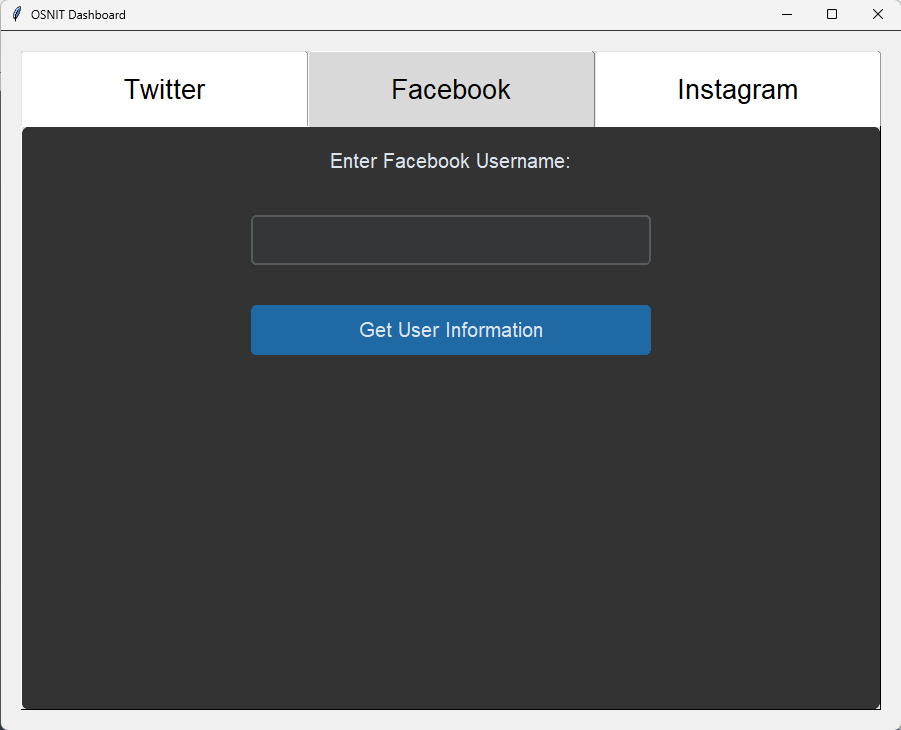 OSNIT Dashboard
Twitter Facebook Instagram
Enter Facebook Username:
Get User Information